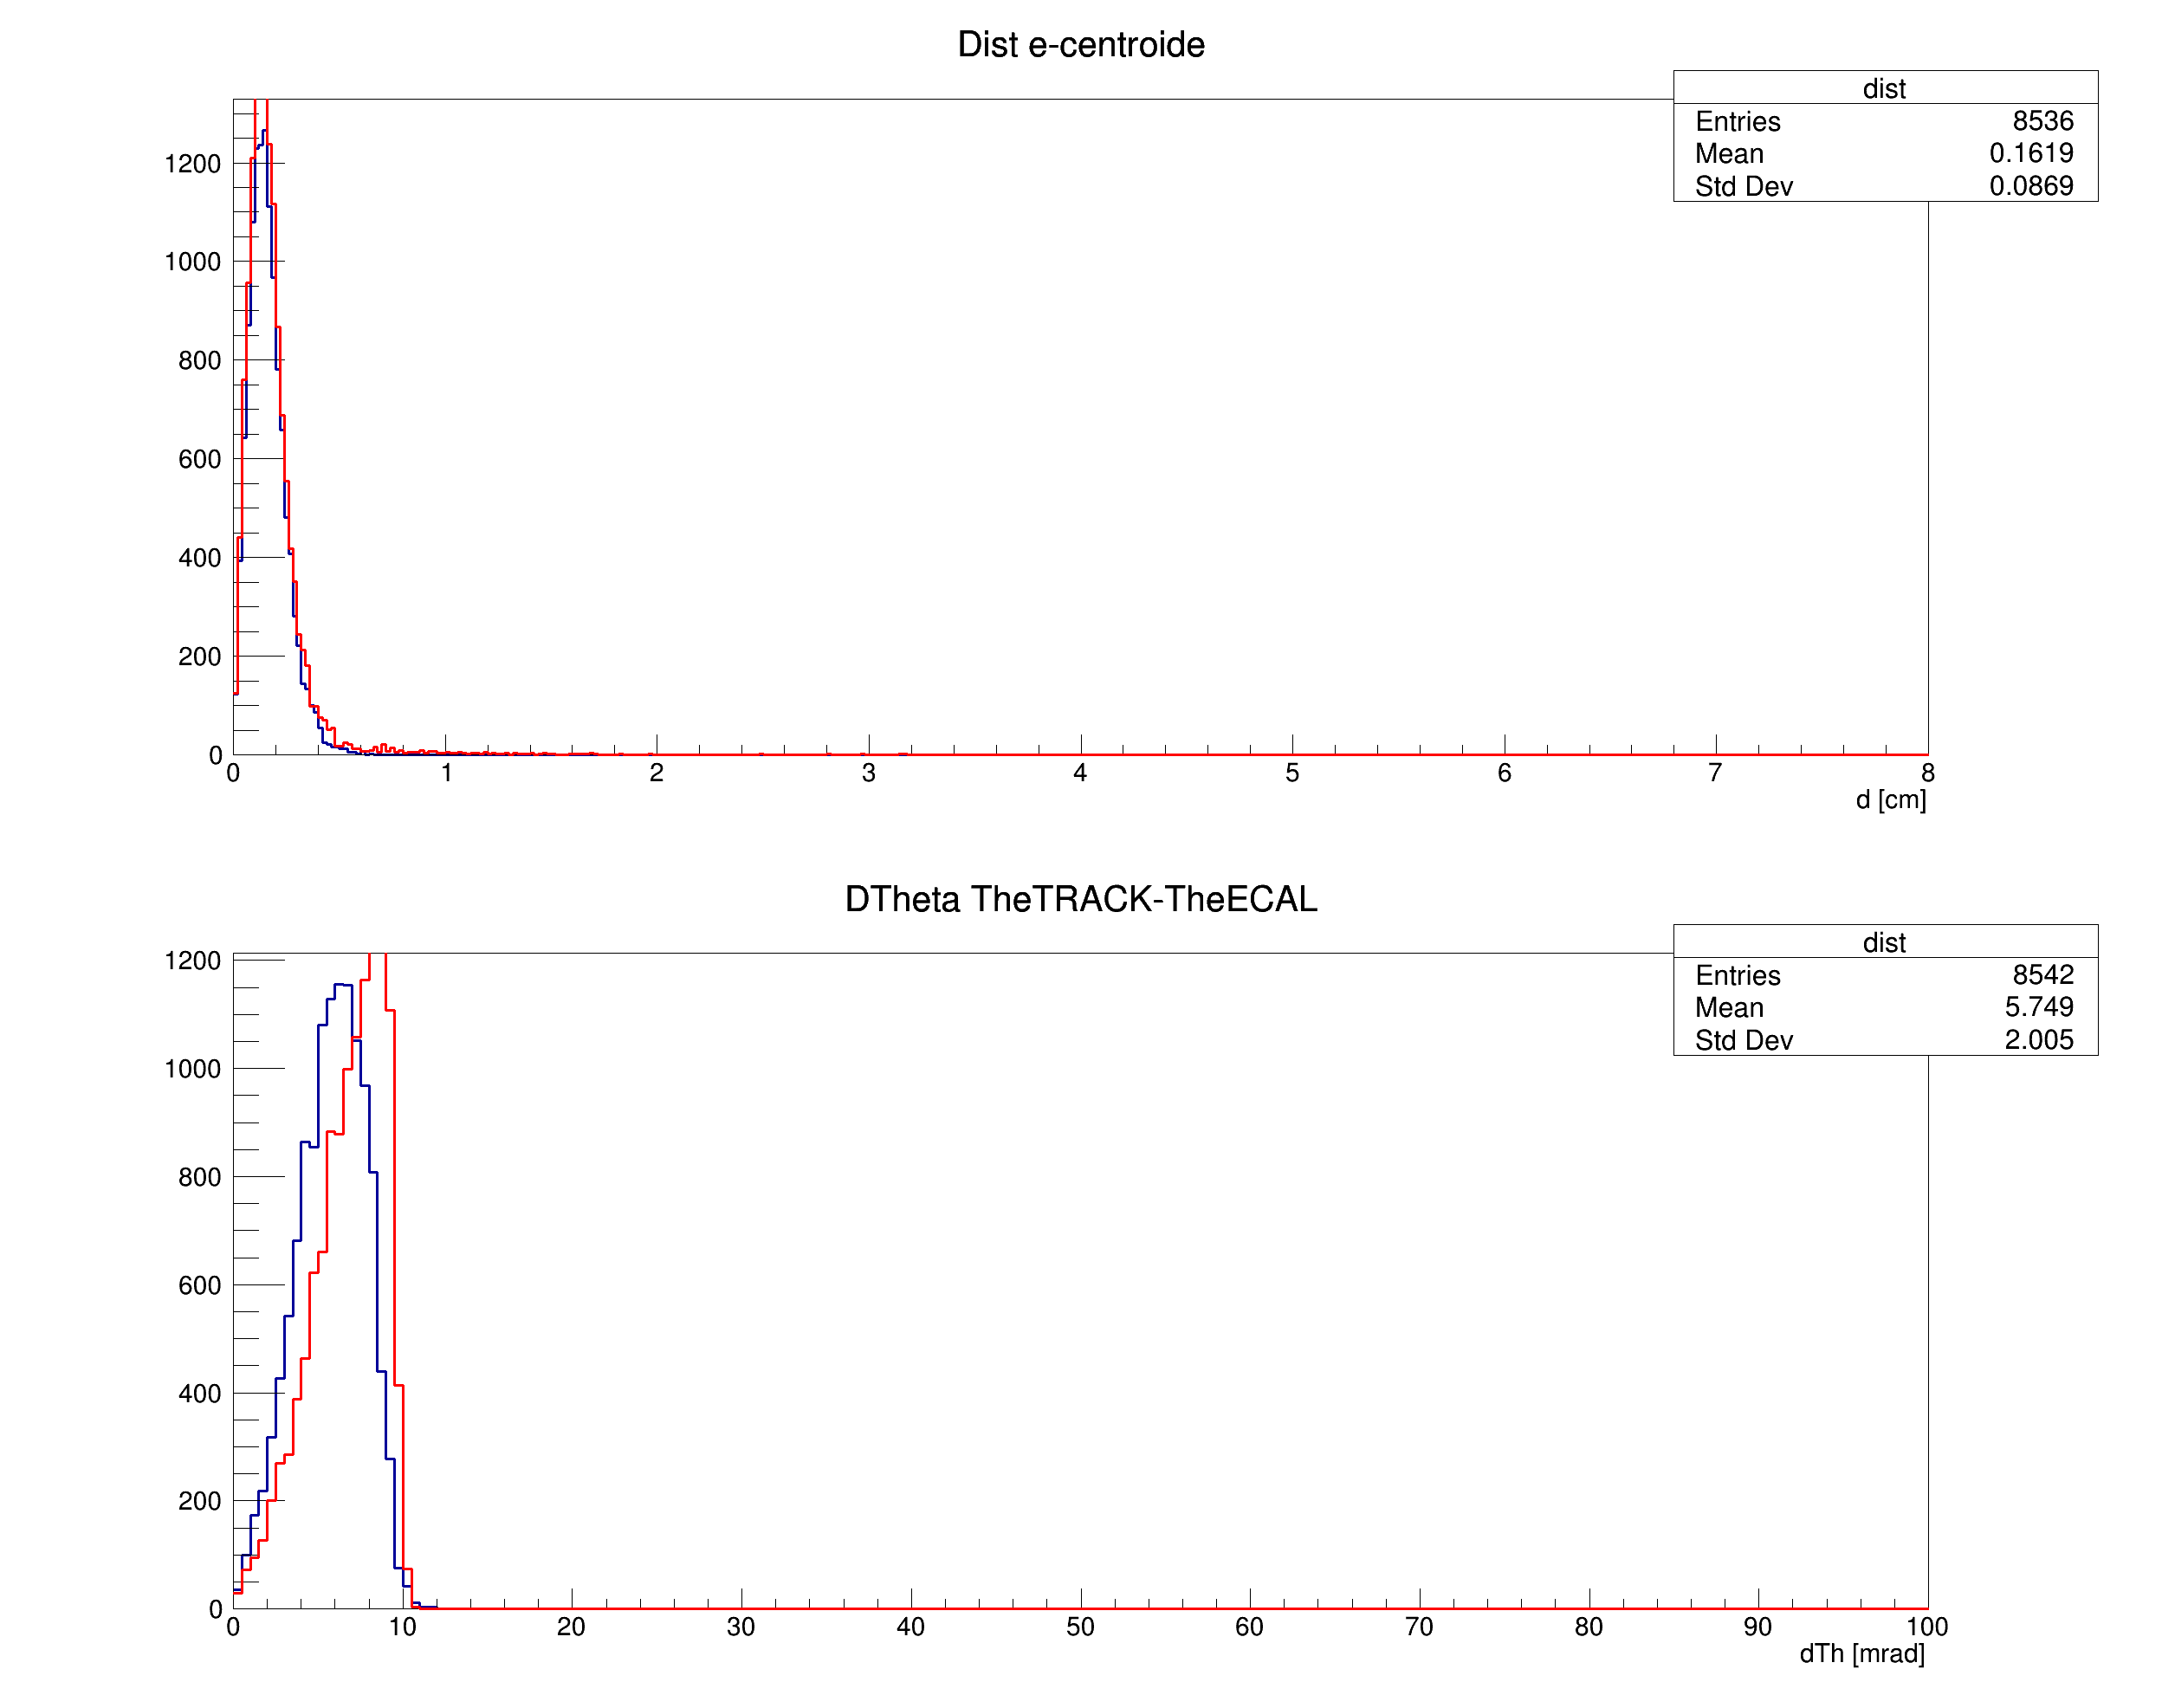 Dist e-centroide
dist
Entries 8536
Mean 0.1619
Std Dev 0.0869
1200
1000
800
600
400
200
0
0 1 2 3 4 5 6 7 8
d [cm]
DTheta TheTRACK-TheECAL
dist
Entries 8542
Mean 5.749
Std Dev 2.005
1200
1000
800
600
400
200
0
0 10 20 30 40 50 60 70 80 90 100
dTh [mrad]